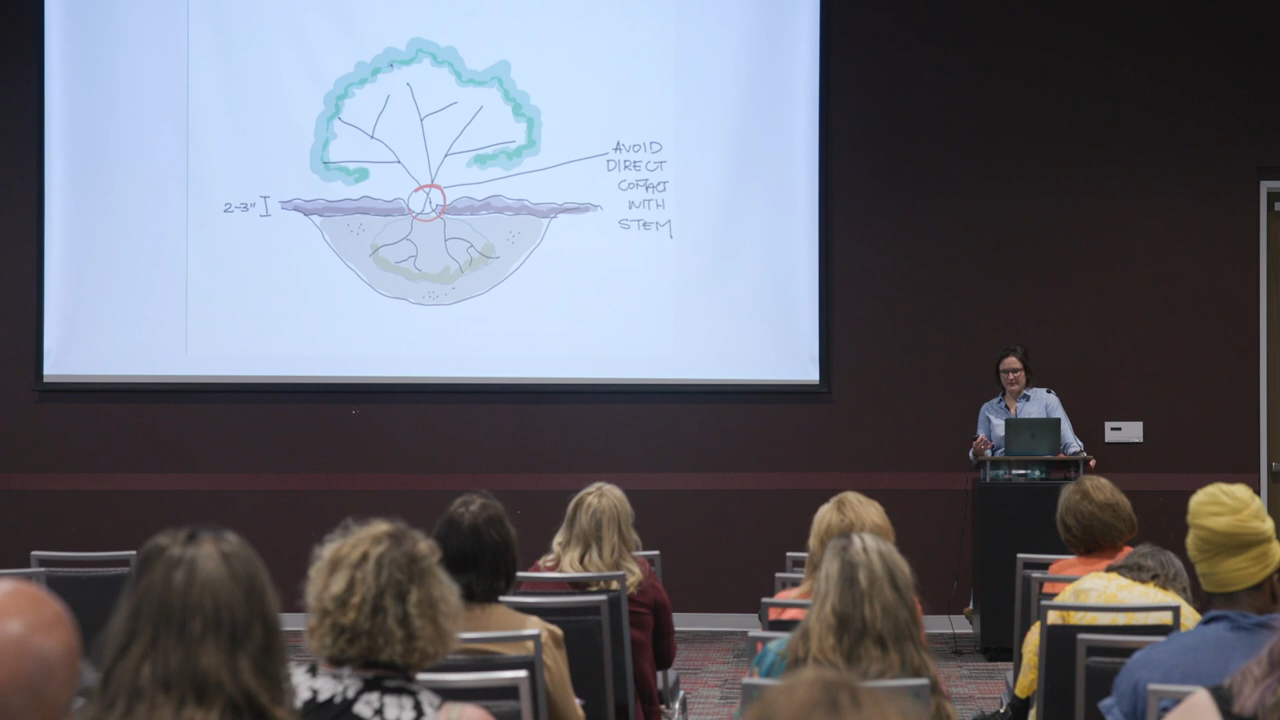 2-3"
AVOID
DIRECT
CONTACT
WITH
STEM